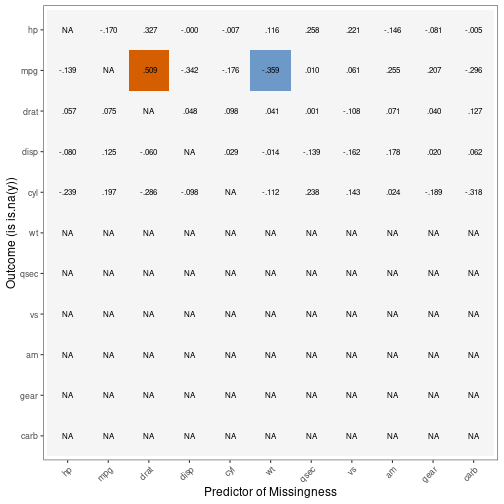 hp NA -.170 .327 -.000 -.007 .116 .258 .221 -.146 -.081 -.005
mpg -.139 NA .509 -.342 -.176 -.359 .010 .061 .255 .207 -.296
drat .057 .075 NA .048 .098 .041 .001 -.108 .071 .040 .127
disp -.080 .125 -.060 NA .029 -.014 -.139 -.162 .178 .020 .062
cyl -.239 .197 -.286 -.098 NA -.112 .238 .143 .024 -.189 -.318
wt NA NA NA NA NA NA NA NA NA NA NA
qsec NA NA NA NA NA NA NA NA NA NA NA
vs NA NA NA NA NA NA NA NA NA NA NA
am NA NA NA NA NA NA NA NA NA NA NA
gear NA NA NA NA NA NA NA NA NA NA NA
carb NA NA NA NA NA NA NA NA NA NA NA
hp mpg drat disp cyl wt qsec vs am gear carb
Predictor of Missingness
Outcome (is is.na(y))